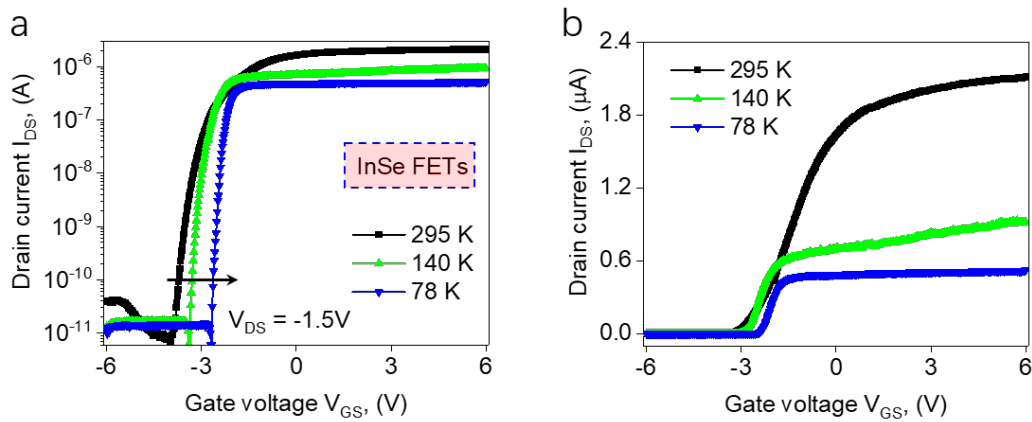 a
Drain current I_DS, (A)
10^-6
10^-7
10^-8
10^-9
10^-10
10^-11
InSe FETs
295 K
140 K
78 K
V_DS = -1.5V
-6
-3
0
3
6
Gate voltage V_GS, (V)
b
Drain current I_DS, (μA)
2.4
1.8
1.2
0.6
0.0
295 K
140 K
78 K
-6
-3
0
3
6
Gate voltage V_GS, (V)